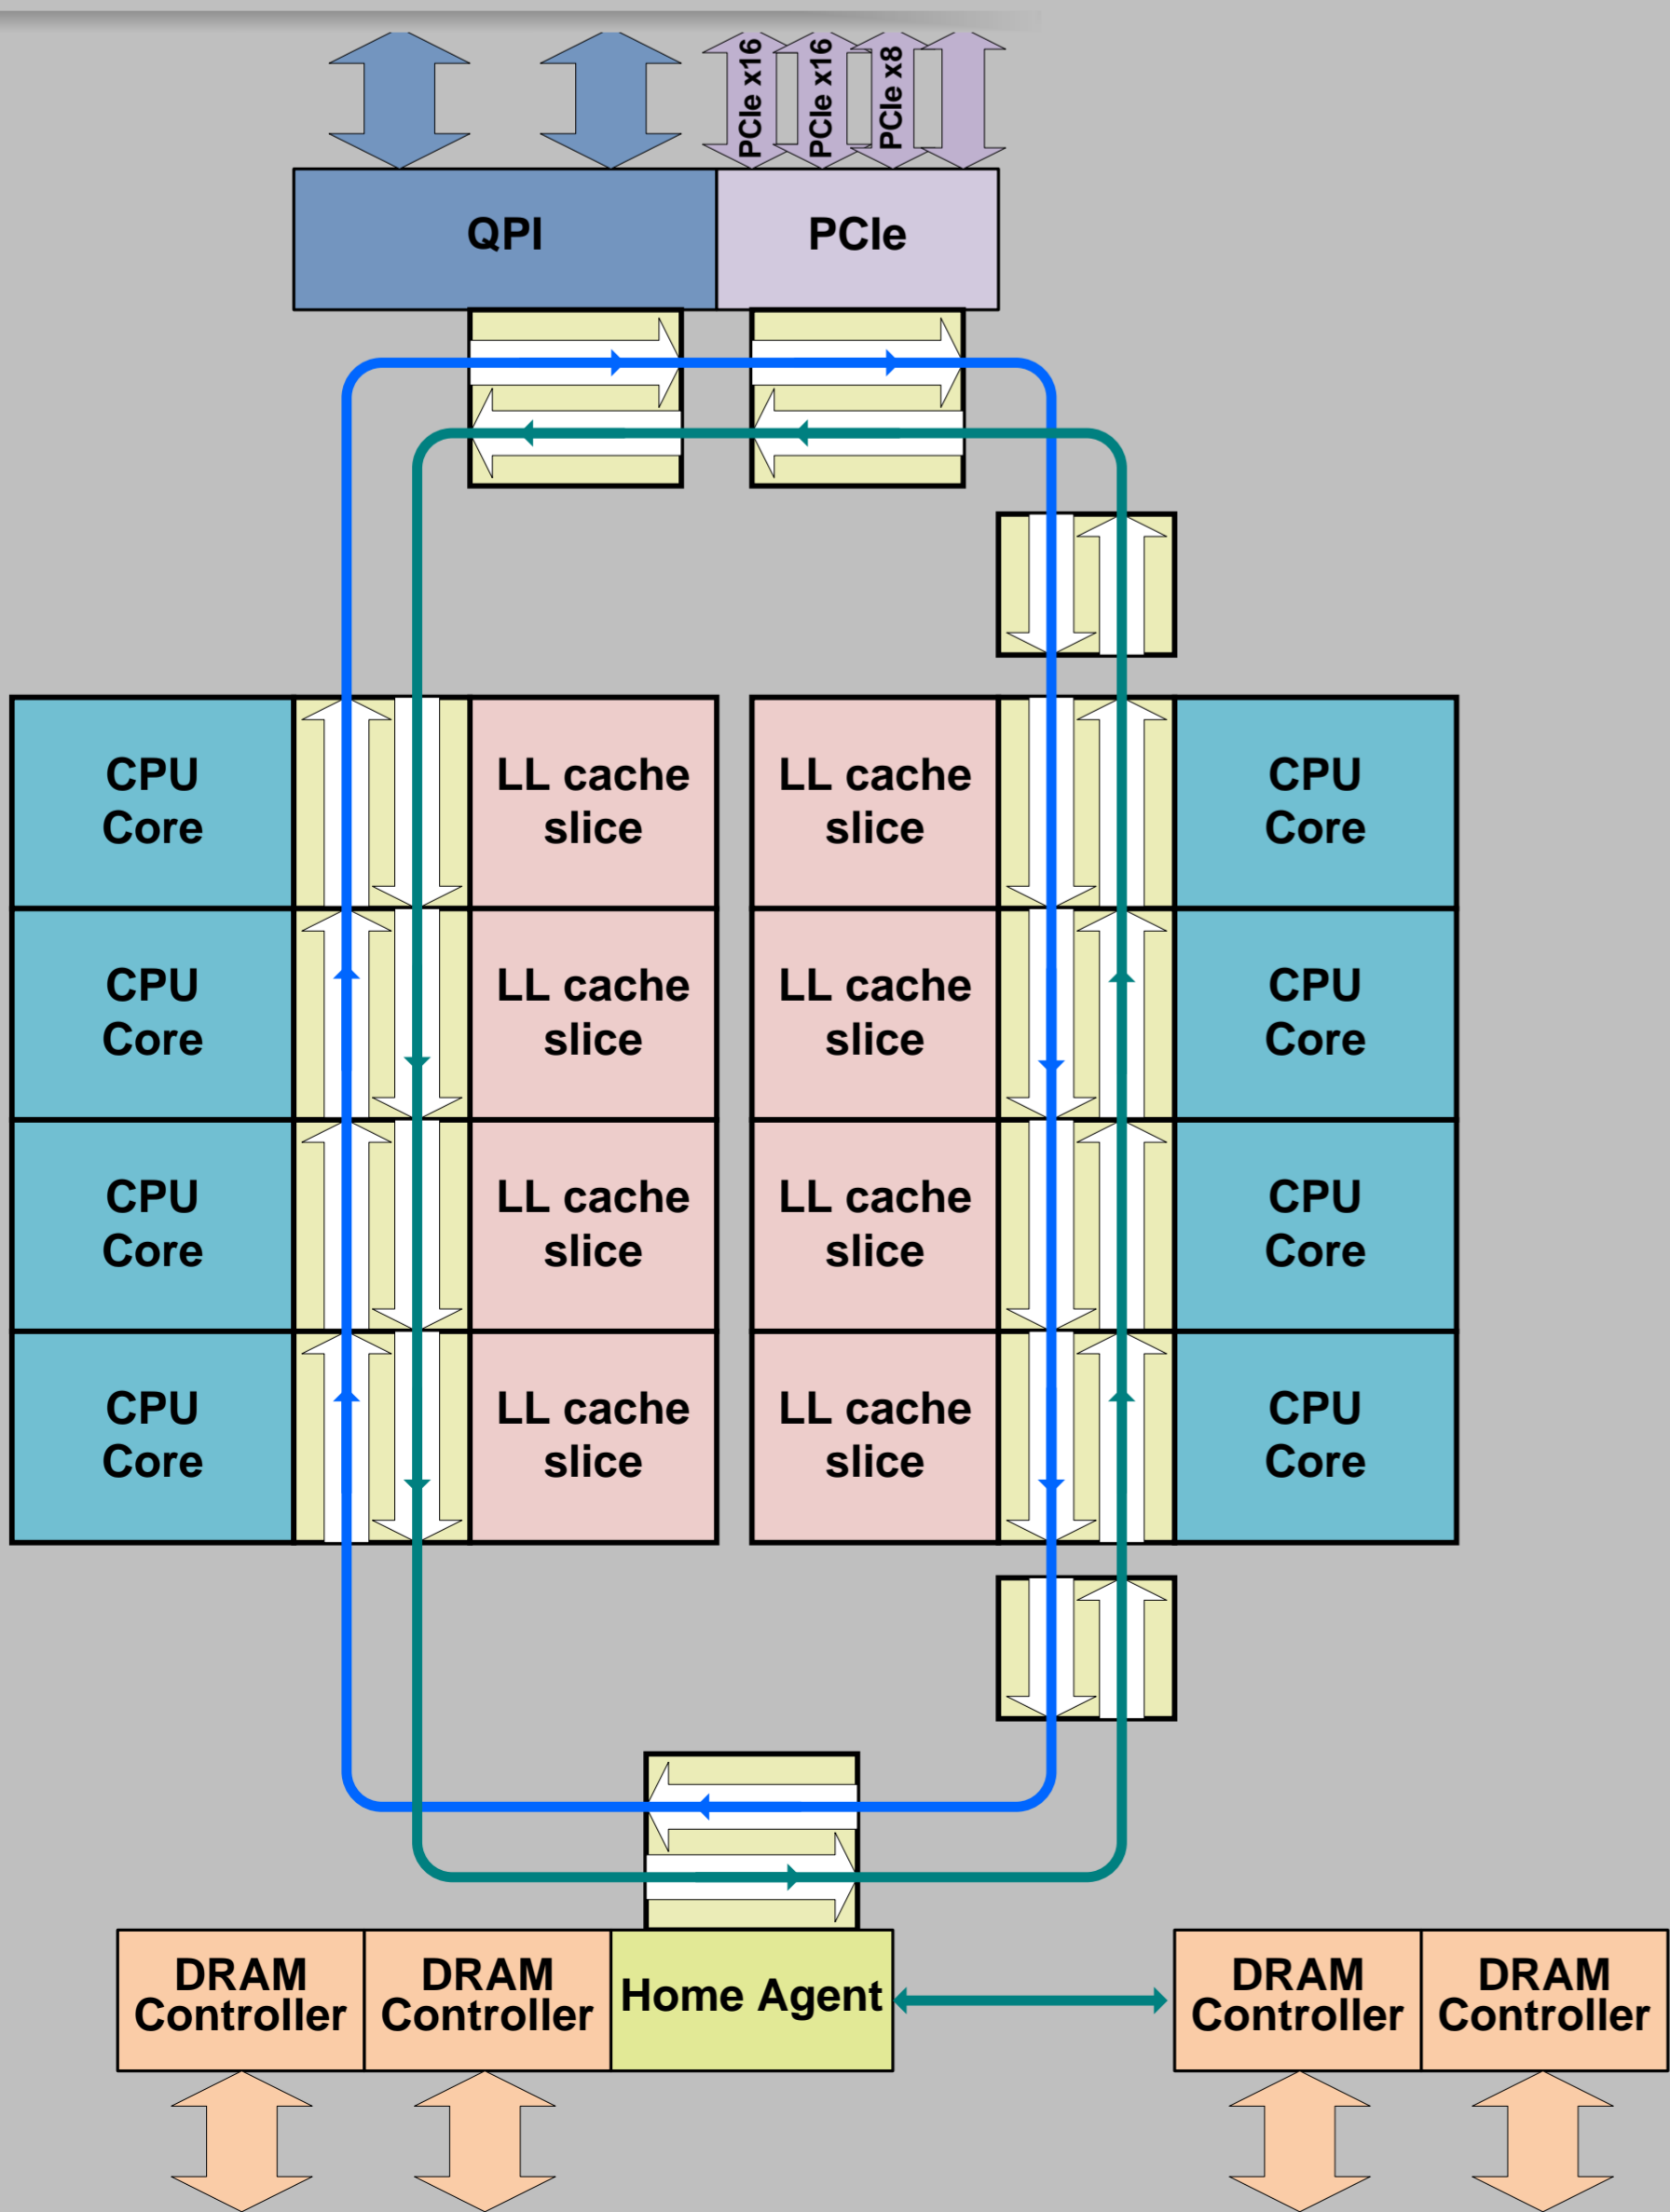 PCIe x16
PCIe x16
PCIe x8
QPI
PCIe
CPU
Core
LL cache
slice
LL cache
slice
CPU
Core
CPU
Core
LL cache
slice
LL cache
slice
CPU
Core
CPU
Core
LL cache
slice
LL cache
slice
CPU
Core
CPU
Core
LL cache
slice
LL cache
slice
CPU
Core
DRAM
Controller
DRAM
Controller
Home Agent
DRAM
Controller
DRAM
Controller